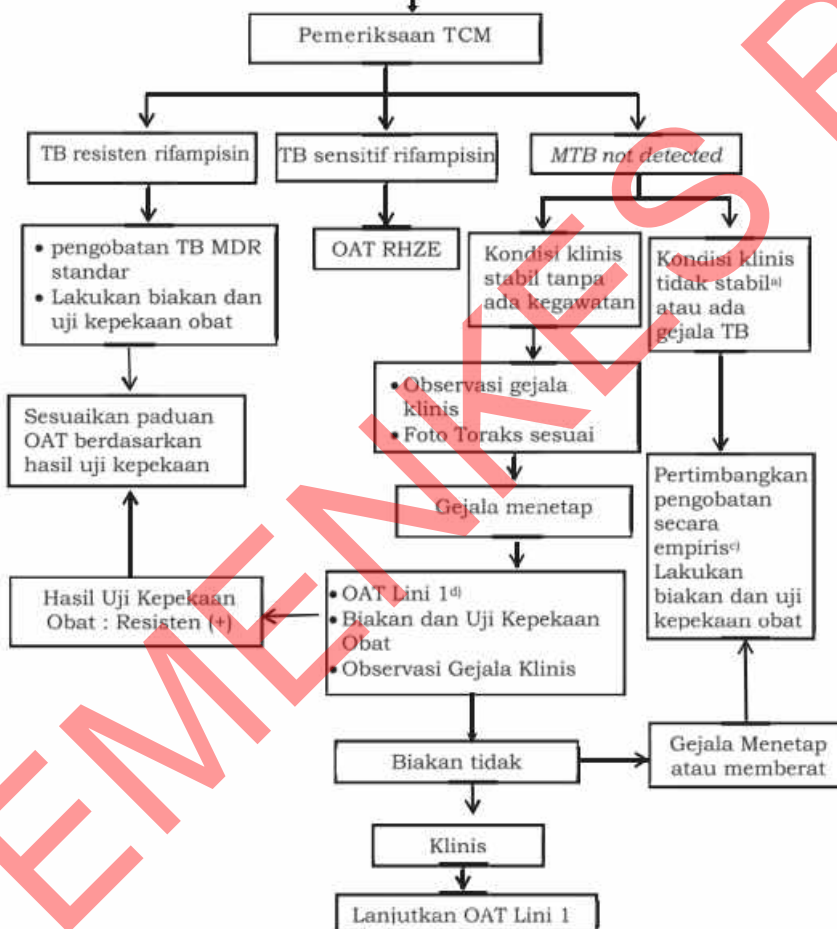 Pemeriksaan TCM
TB resisten rifampisin
TB sensitif rifampisin
MTB not detected
• pengobatan TB MDR
standar
• Lakukan biakan dan
uji kepekaan obat
OAT RHZE
Kondisi klinis
stabil tanpa
ada kegawatan
Kondisi klinis
tidak stabilᵃ⁾
atau ada
gejala TB
• Observasi gejala
klinis
• Foto Toraks sesuai
Sesuaikan paduan
OAT berdasarkan
hasil uji kepekaan
Gejala menetap
Pertimbangkan
pengobatan
secara
empirisᶜ⁾
Lakukan
biakan dan uji
kepekaan obat
Hasil Uji Kepekaan
Obat : Resisten (+)
• OAT Lini 1ᵈ⁾
• Biakan dan Uji Kepekaan
Obat
• Observasi Gejala Klinis
Biakan tidak
Gejala Menetap
atau memberat
Klinis
Lanjutkan OAT Lini 1
EMENKES